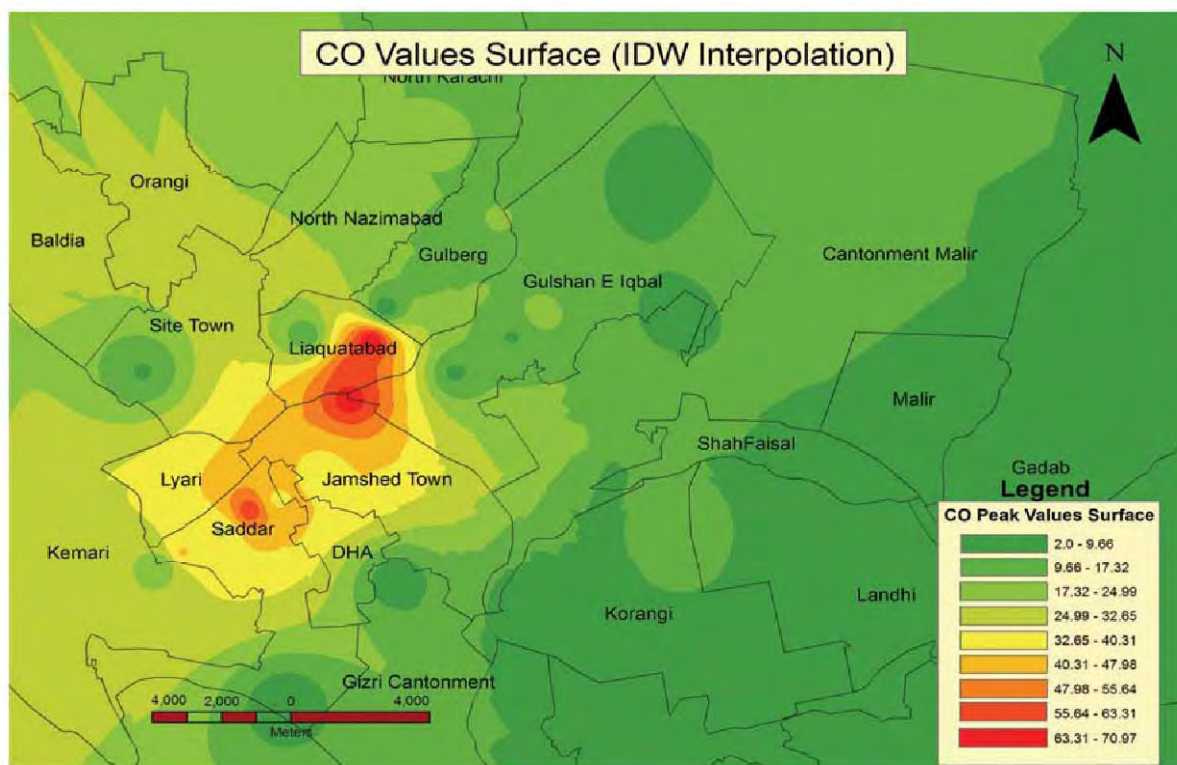 CO Values Surface (IDW Interpolation)
N
North Karachi
Orangi
North Nazimabad
Baldia
Gulberg
Cantonment Malir
Gulshan E Iqbal
Site Town
Liaquatabad
Malir
ShahFaisal
Lyari
Jamshed Town
Gadab
Saddar
Kemari
DHA
Landhi
Korangi
Gizri Cantonment
4,000 2,000 0 4,000
Meters
Legend
CO Peak Values Surface
2.0 - 9.66
9.66 - 17.32
17.32 - 24.99
24.99 - 32.65
32.65 - 40.31
40.31 - 47.98
47.98 - 55.64
55.64 - 63.31
63.31 - 70.97